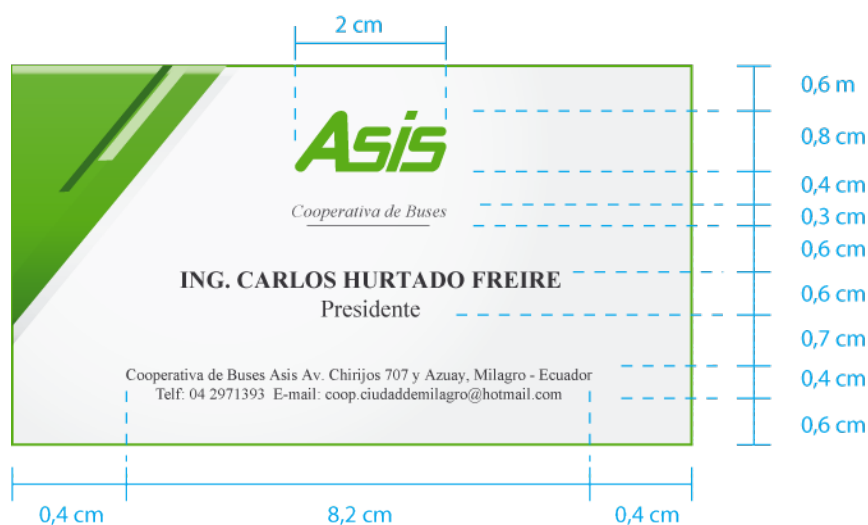 2 cm
0,6 m
0,8 cm
Asis
0,4 cm
Cooperativa de Buses
0,3 cm
0,6 cm
ING. CARLOS HURTADO FREIRE
0,6 cm
Presidente
0,7 cm
Cooperativa de Buses Asis Av. Chirijos 707 y Azuay, Milagro - Ecuador
0,4 cm
Telf: 04 2971393 E-mail: coop.ciudaddemilagro@hotmail.com
0,6 cm
0,4 cm
8,2 cm
0,4 cm